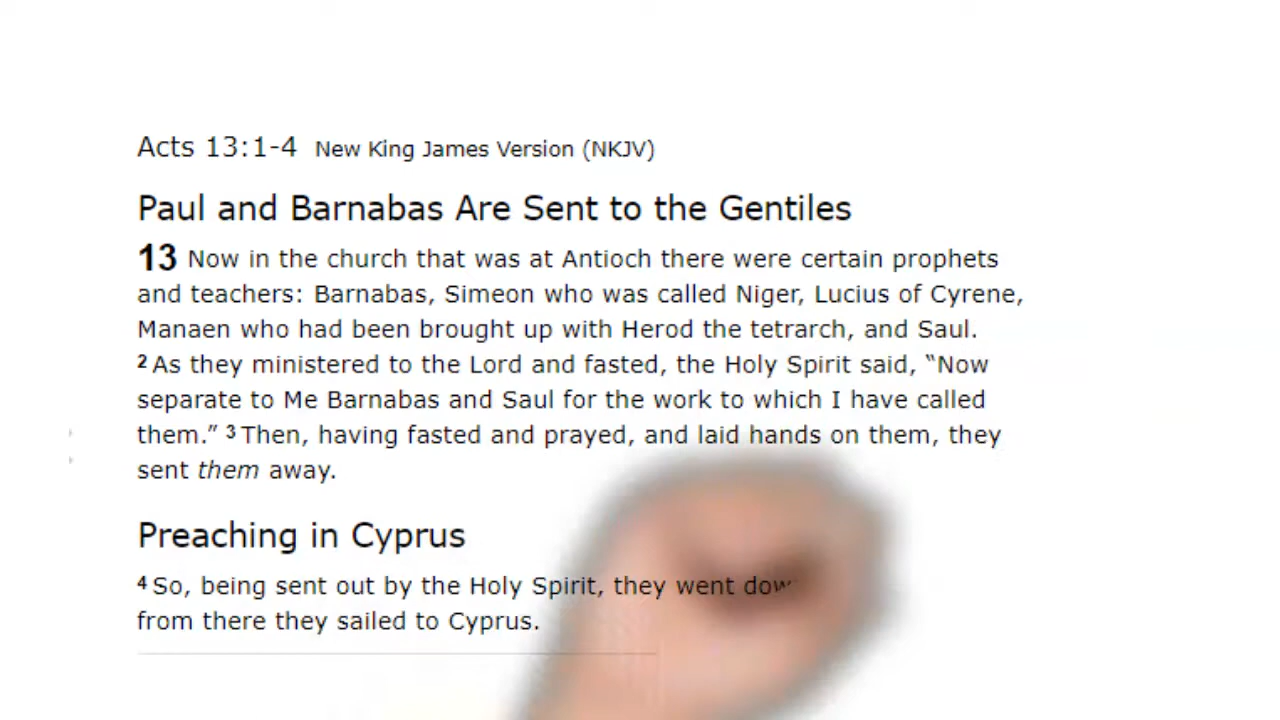 Acts 13:1-4 New King James Version (NKJV)
Paul and Barnabas Are Sent to the Gentiles
13 Now in the church that was at Antioch there were certain prophets
and teachers: Barnabas, Simeon who was called Niger, Lucius of Cyrene,
Manaen who had been brought up with Herod the tetrarch, and Saul.
2 As they ministered to the Lord and fasted, the Holy Spirit said, “Now
separate to Me Barnabas and Saul for the work to which I have called
them.” 3 Then, having fasted and prayed, and laid hands on them, they
sent them away.
Preaching in Cyprus
4 So, being sent out by the Holy Spirit, they went
from there they sailed to Cyprus.